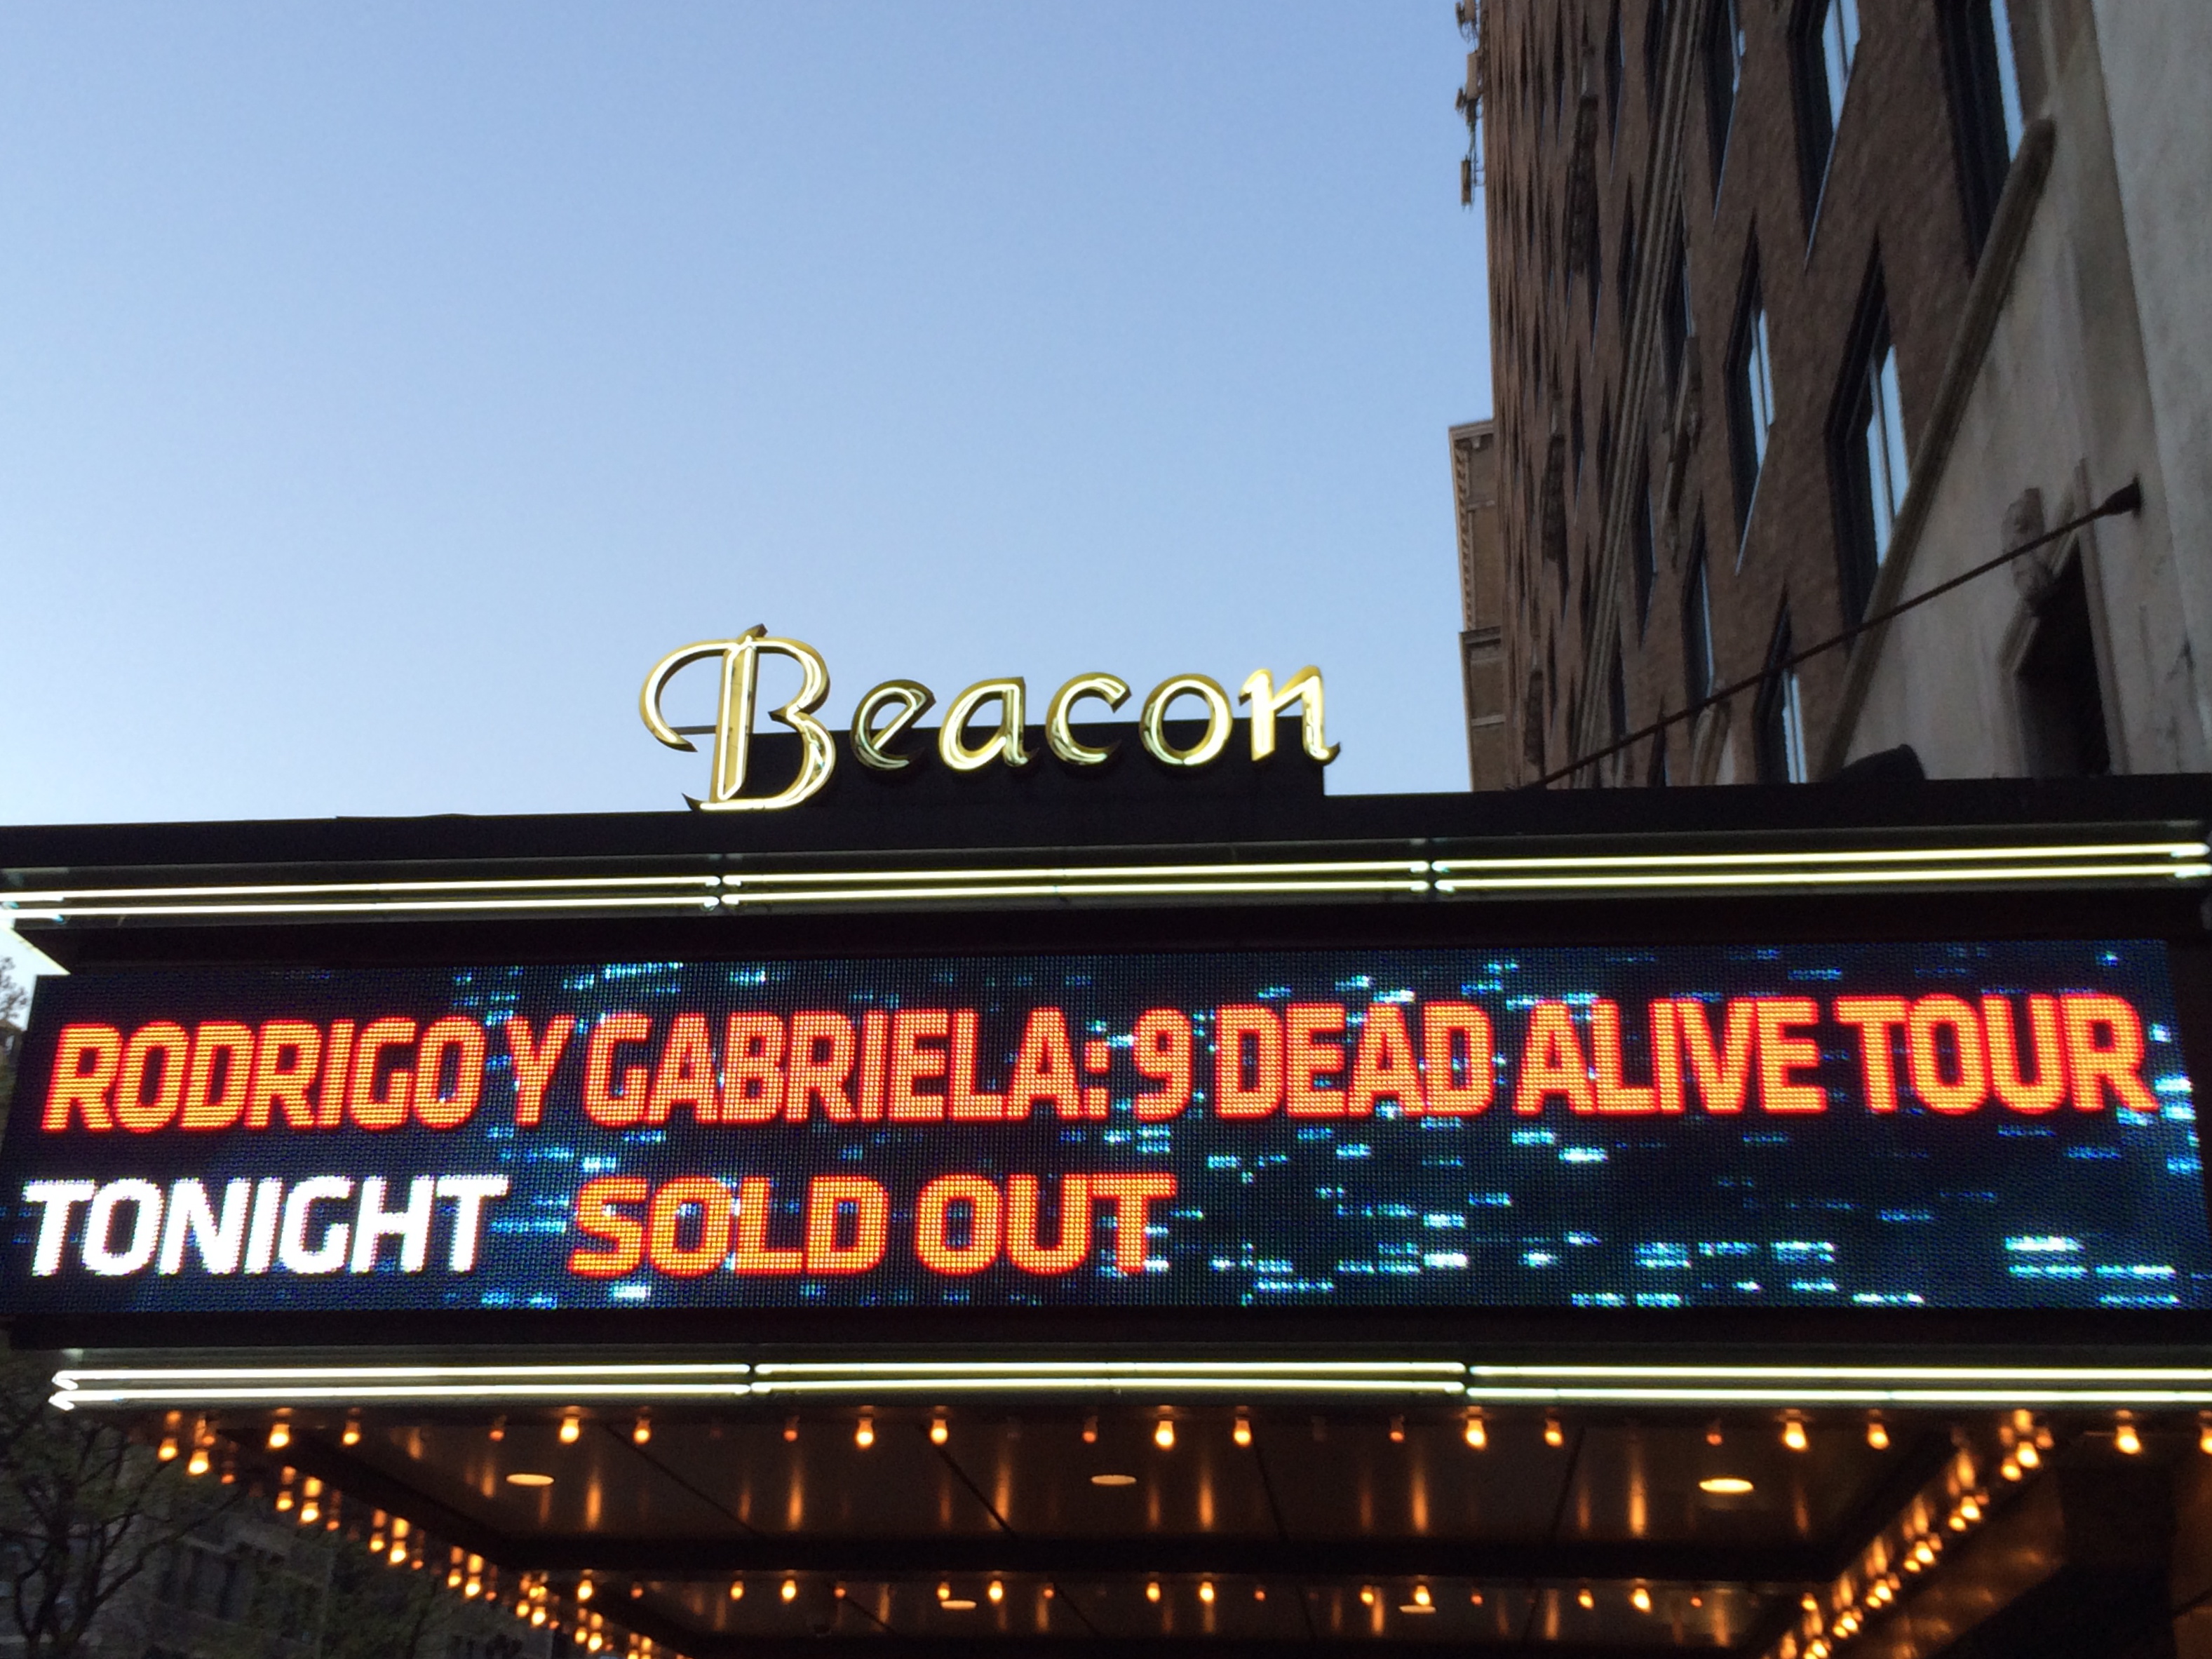 Beacon
RODRIGO Y GABRIELA: 9 DEAD ALIVE TOUR
TONIGHT SOLD OUT